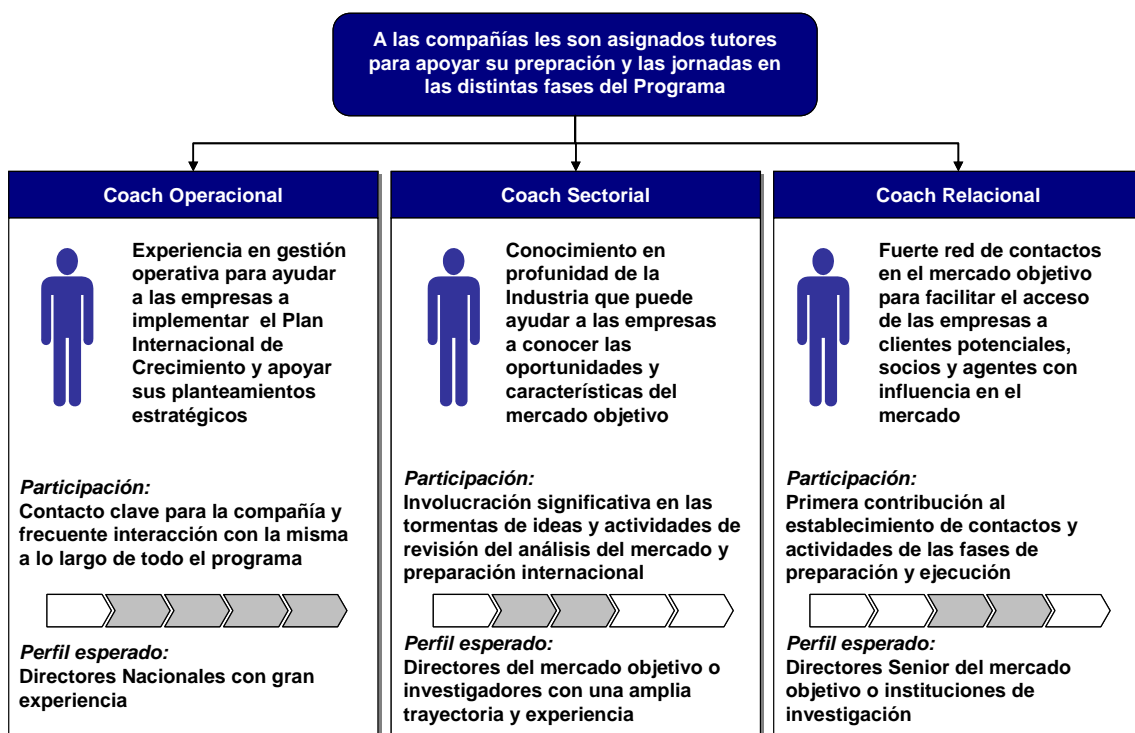 A las compañías les son asignados tutores
para apoyar su prepración y las jornadas en
las distintas fases del Programa
Coach Operacional
Experiencia en gestión
operativa para ayudar
a las empresas a
implementar el Plan
Internacional de
Crecimiento y apoyar
sus planteamientos
estratégicos
Participación:
Contacto clave para la compañía y
frecuente interacción con la misma
a lo largo de todo el programa
Perfil esperado:
Directores Nacionales con gran
experiencia
Coach Sectorial
Conocimiento en
profunidad de la
Industria que puede
ayudar a las empresas
a conocer las
oportunidades y
características del
mercado objetivo
Participación:
Involucración significativa en las
tormentas de ideas y actividades de
revisión del análisis del mercado y
preparación internacional
Perfil esperado:
Directores del mercado objetivo o
investigadores con una amplia
trayectoria y experiencia
Coach Relacional
Fuerte red de contactos
en el mercado objetivo
para facilitar el acceso
de las empresas a
clientes potenciales,
socios y agentes con
influencia en el
mercado
Participación:
Primera contribución al
establecimiento de contactos y
actividades de las fases de
preparación y ejecución
Perfil esperado:
Directores Senior del mercado
objetivo o instituciones de
investigación